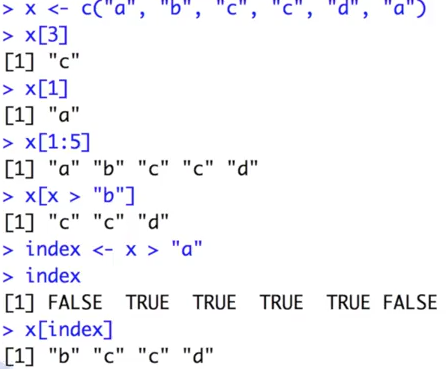 > x <- c("a", "b", "c", "c", "d", "a")
> x[3]
[1] "c"
> x[1]
[1] "a"
> x[1:5]
[1] "a" "b" "c" "c" "d"
> x[x > "b"]
[1] "c" "c" "d"
> index <- x > "a"
> index
[1] FALSE  TRUE  TRUE  TRUE  TRUE FALSE
> x[index]
[1] "b" "c" "c" "d"